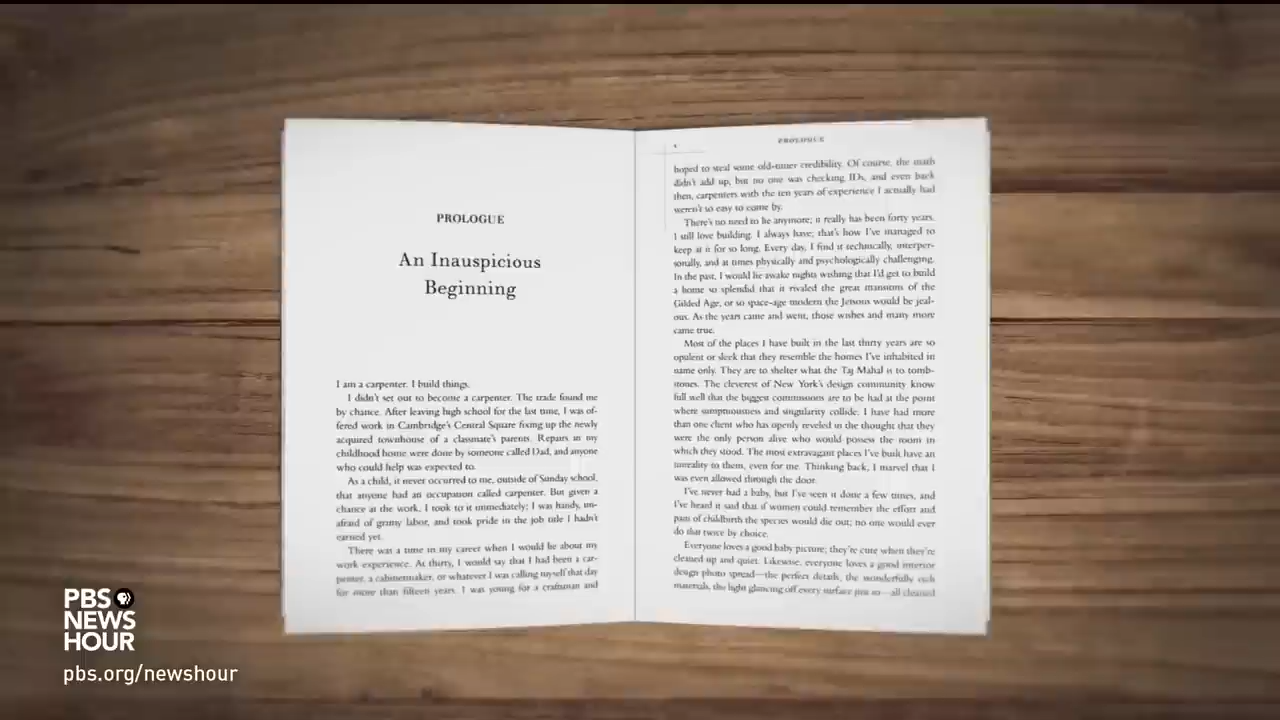 PROLOGUE
An Inauspicious
Beginning
I am a carpenter. I build things.
I didn't set out to become a carpenter. The trade found me
by chance. After leaving high school for the last time, I was of-
fered work in Cambridge's Central Square fixing up the newly
acquired townhouse of a classmate's parents. Repairs in my
childhood home were done by someone called Dad, and anyone
who could help was expected to.
As a child, it never occurred to me, outside of Sunday school,
that anyone had an occupation called carpenter. But given a
chance at the work, I took to it immediately; I was handy, un-
afraid of grimy labor, and took pride in the job title I hadn't
earned yet.
There was a time in my career when I would lie about my
work experience. At thirty, I would say that I had been a car-
penter, a cabinetmaker, or whatever I was calling myself that day
for more than fifteen years. I was young for a craftsman and
PROLOGUE
hoped to steal some old-timer credibility. Of course, the math
didn't add up, but no one was checking IDs, and even back
then, carpenters with the ten years of experience I actually had
weren't so easy to come by.
There's no need to lie anymore; it really has been forty years.
I still love building. I always have; that's how I've managed to
keep at it for so long. Every day, I find it technically, interper-
sonally, and at times physically and psychologically challenging.
In the past, I would lie awake nights wishing that I'd get to build
a home so splendid that it rivaled the great mansions of the
Gilded Age, or so space-age modern the Jetsons would be jeal-
ous. As the years came and went, those wishes and many more
came true.
Most of the places I have built in the last thirty years are so
opulent or sleek that they resemble the homes I've inhabited in
name only. They are to shelter what the Taj Mahal is to tomb-
stones. The cleverest of New York's design community know
full well that the biggest commissions are to be had at the point
where sumptuousness and singularity collide. I have had more
than one client who has openly reveled in the thought that they
were the only person alive who would possess the room in
which they stood. The most extravagant places I've built have an
unreality to them, even for me. Thinking back, I marvel that I
was even allowed through the door.
I've never had a baby, but I've seen it done a few times, and
I've heard it said that if women could remember the effort and
pain of childbirth the species would die out; no one would ever
do that twice by choice.
Everyone loves a good baby picture; they're cute when they're
cleaned up and quiet. Likewise, everyone loves a good interior
design photo spread—the perfect details, the wonderfully rich
materials, the light glancing off every surface just so—all cleaned
PBS
NEWS
HOUR
pbs.org/newshour